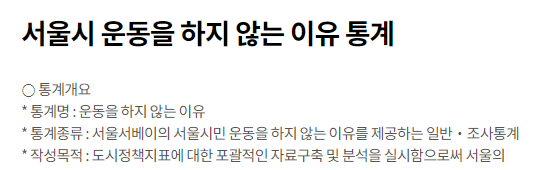 서울시 운동을 하지 않는 이유 통계
○ 통계개요
* 통계명 : 운동을 하지 않는 이유
* 통계종류 : 서울서베이의 서울시민 운동을 하지 않는 이유를 제공하는 일반・조사통계
* 작성목적 : 도시정책지표에 대한 포괄적인 자료구축 및 분석을 실시함으로써 서울의